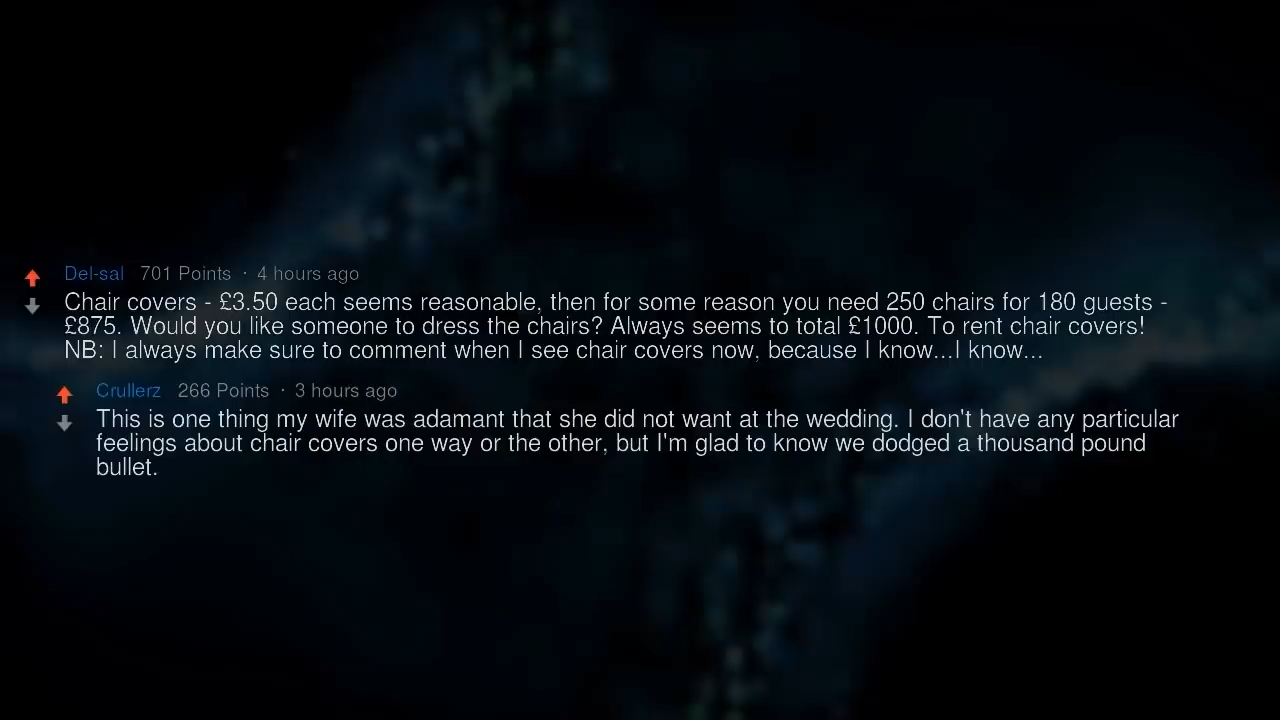 Del-sal 701 Points · 4 hours ago
Chair covers - £3.50 each seems reasonable, then for some reason you need 250 chairs for 180 guests -
£875. Would you like someone to dress the chairs? Always seems to total £1000. To rent chair covers!
NB: I always make sure to comment when I see chair covers now, because I know...I know...
Crullerz 266 Points · 3 hours ago
This is one thing my wife was adamant that she did not want at the wedding. I don't have any particular
feelings about chair covers one way or the other, but I'm glad to know we dodged a thousand pound
bullet.